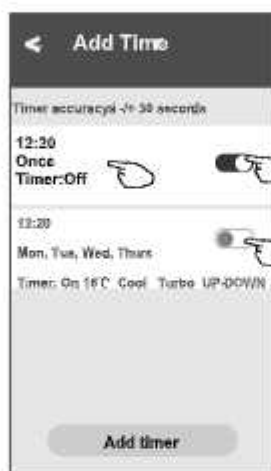 < Add Time
Timer accuracy± -/+ 30 seconds
12:20
Once
Timer:Off
12:20
Mon, Tue, Wed, Thurs
Timer: On 16℃ Cool Turbo UP-DOWN
Add timer